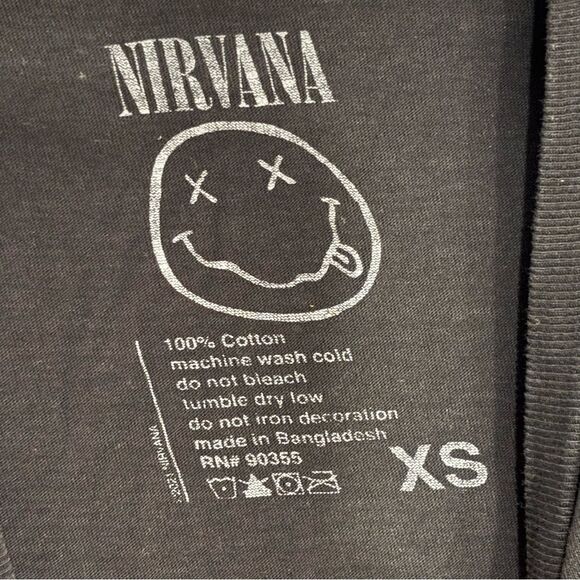 NIRVANA
100% Cotton
machine wash cold
do not bleach
tumble dry low
do not iron decoration
made in Bangladesh
RN# 90355
XS
NIRVANA